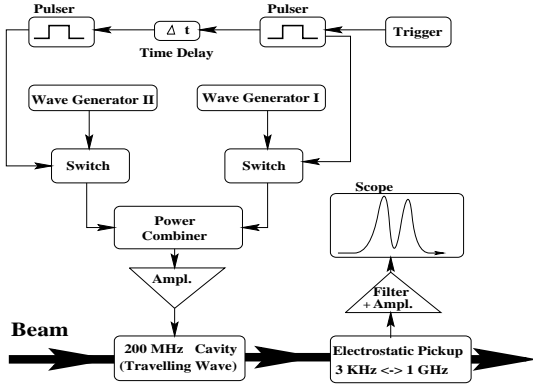 Pulser
Pulser
Δ t
Trigger
Time Delay
Wave Generator II
Wave Generator I
Switch
Switch
Scope
Power
Combiner
Ampl.
Filter
+ Ampl.
Beam
200 MHz Cavity
(Travelling Wave)
Electrostatic Pickup
3 KHz <-> 1 GHz